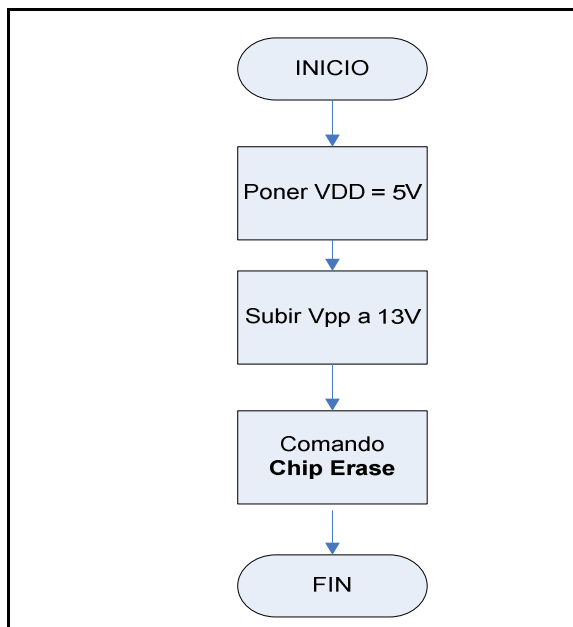 INICIO
Poner VDD = 5V
Subir Vpp a 13V
Comando
Chip Erase
FIN